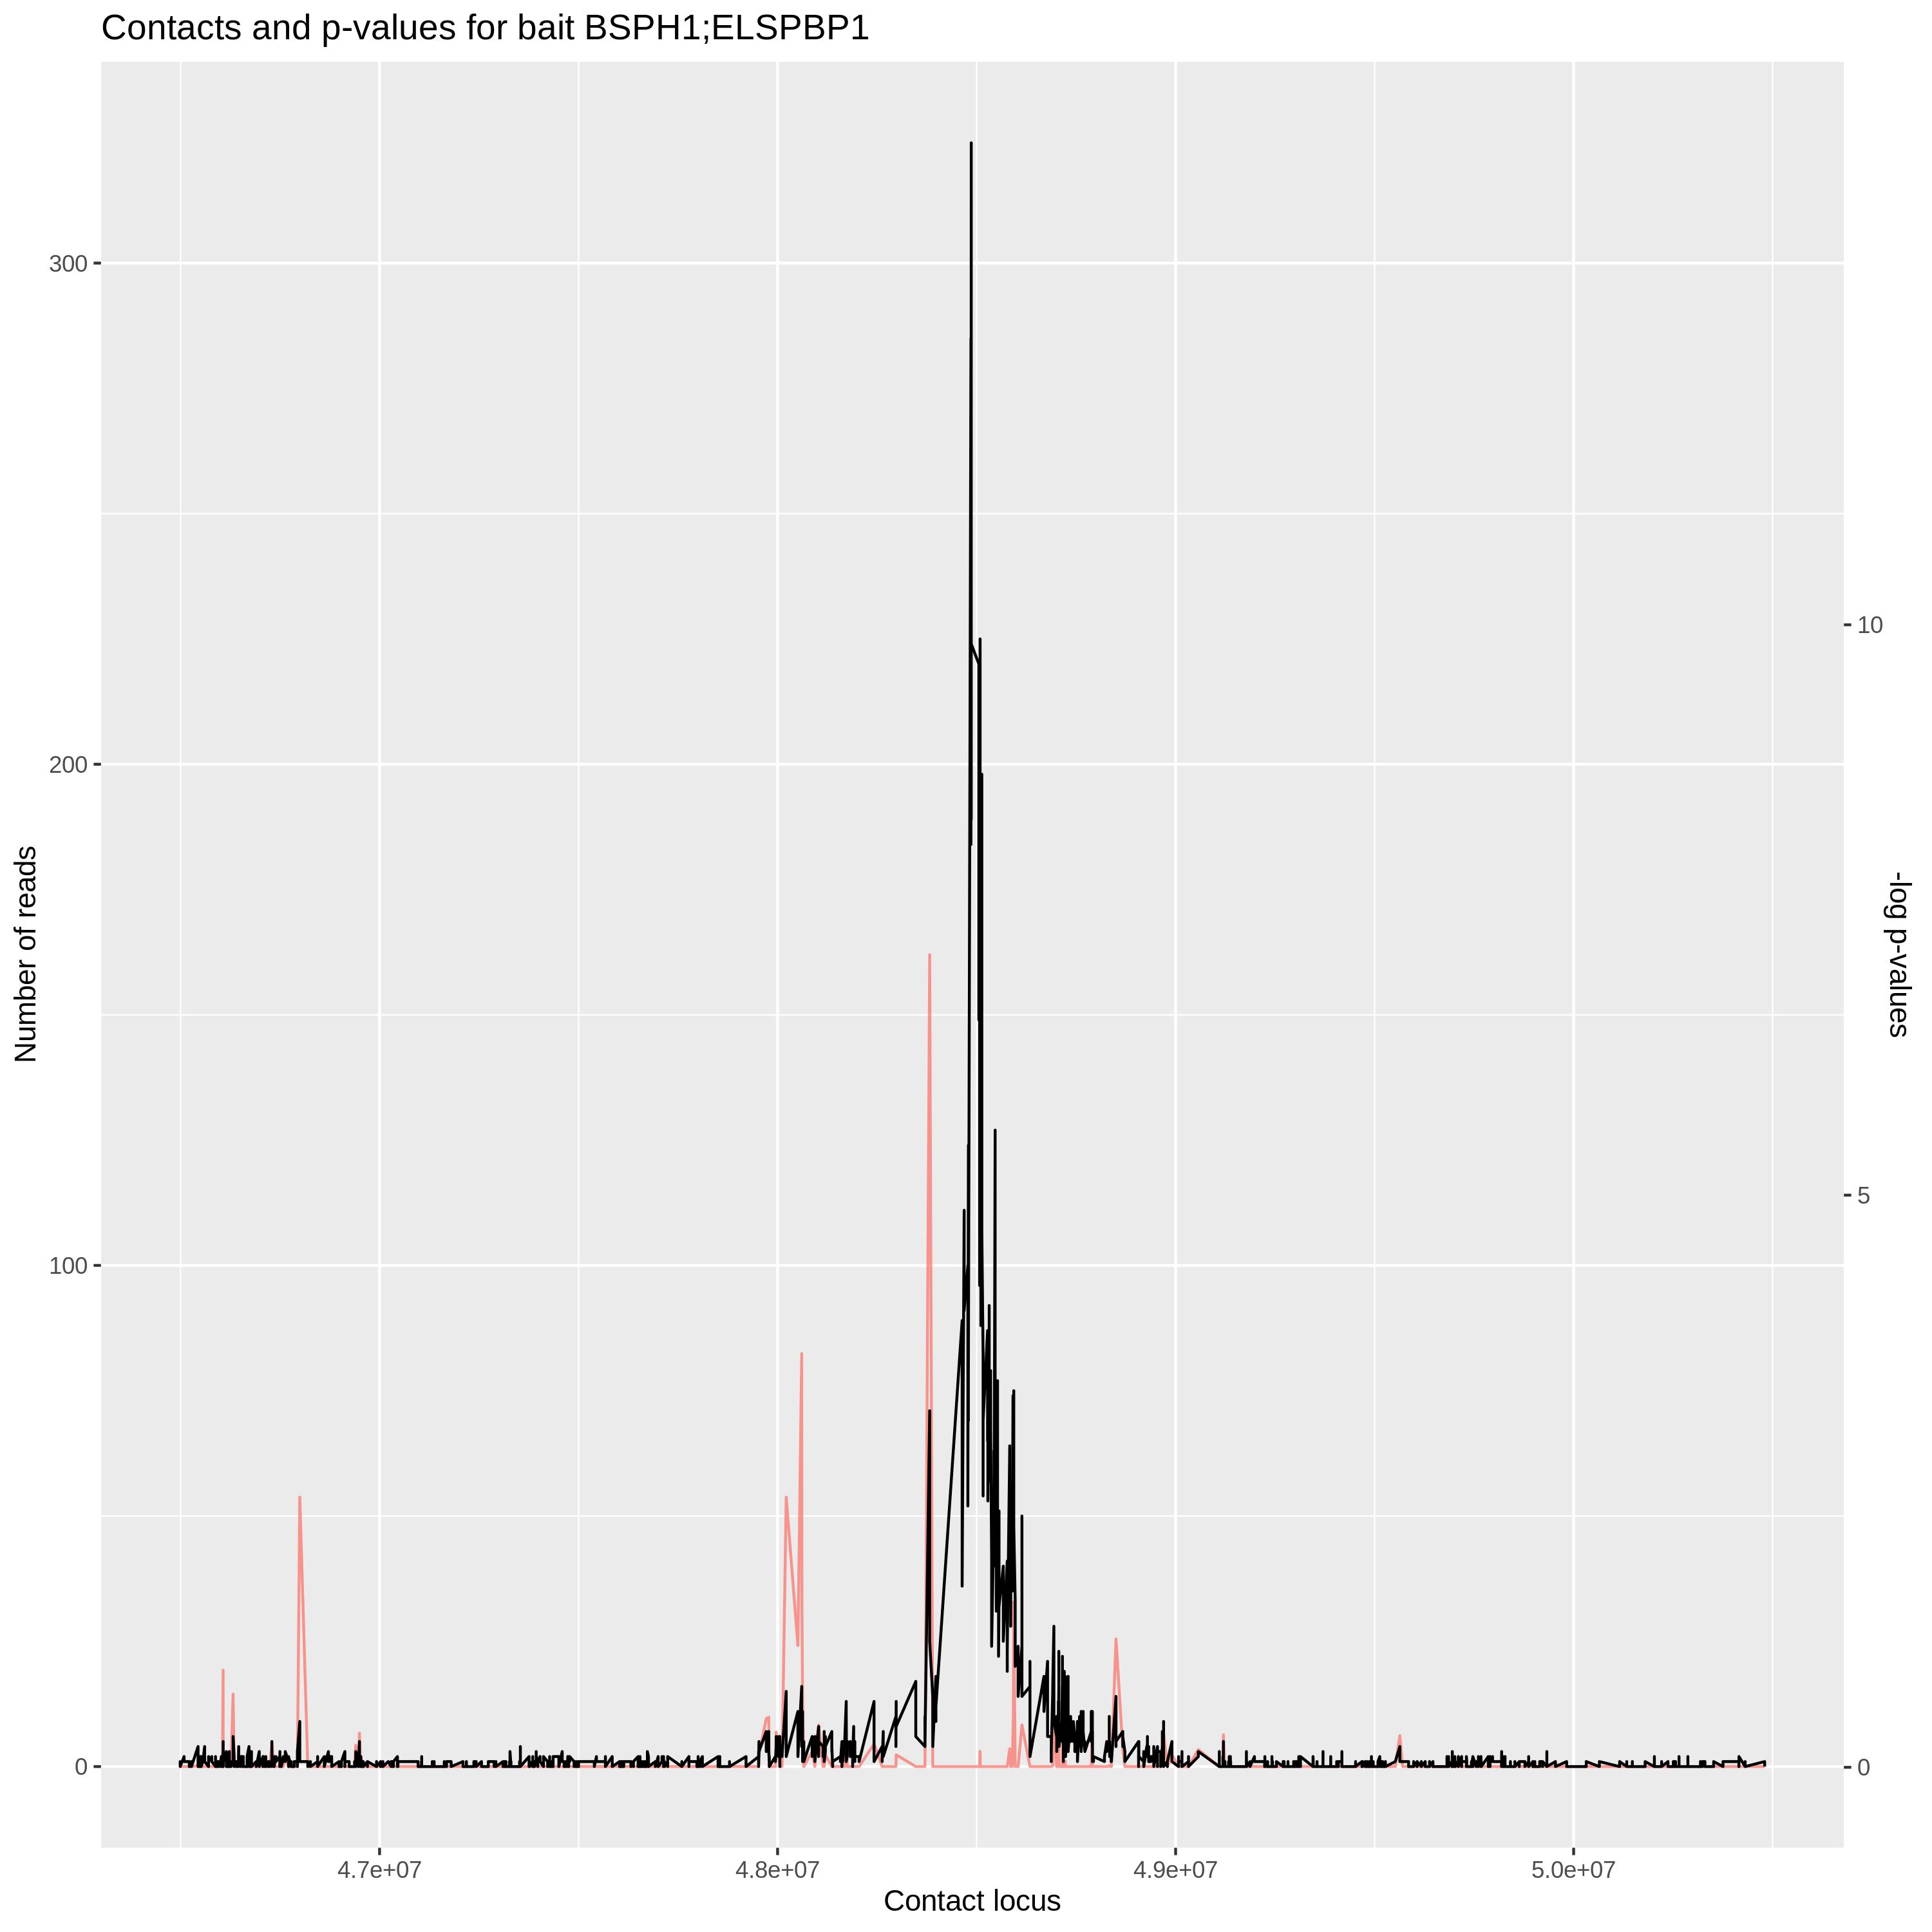 Contacts and p-values for bait BSPH1;ELSPBP1
300
200
100
0
Number of reads
10
5
0
-log p-values
4.7e+07 4.8e+07 4.9e+07 5.0e+07
Contact locus